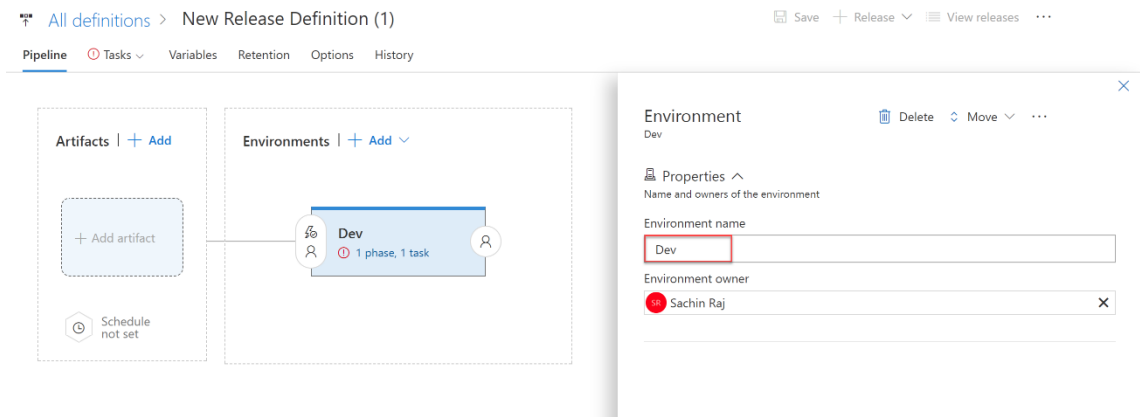 All definitions > New Release Definition (1)
Save + Release View releases ...
Pipeline Tasks Variables Retention Options History
Artifacts | + Add
Environments | + Add
+ Add artifact
Schedule
not set
Dev
1 phase, 1 task
Environment
Dev
Delete Move ...
Properties
Name and owners of the environment
Environment name
Dev
Environment owner
SR Sachin Raj